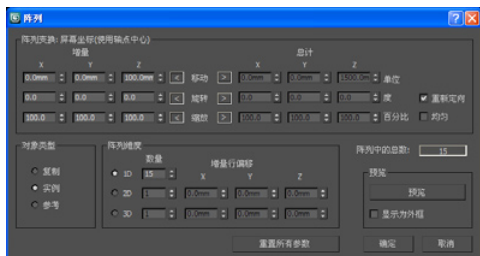 阵列
阵列变换: 屏幕坐标(使用轴点中心)
增量 总计
X Y Z X Y Z
0.0mm 0.0mm 100.0mm < 移动 > 0.0mm 0.0mm 1500.0m 单位
0.0 0.0 0.0 < 旋转 > 0.0 0.0 0.0 度 重新定向
100.0 100.0 100.0 < 缩放 > 100.0 100.0 100.0 百分比 均匀
对象类型 阵列维度 阵列中的总数: 15
数量 增量行偏移
复制 1D 15 X Y Z 预览
实例 2D 1 0.0mm 0.0mm 0.0mm 预览
参考 3D 1 0.0mm 0.0mm 0.0mm 显示为外框
重置所有参数 确定 取消